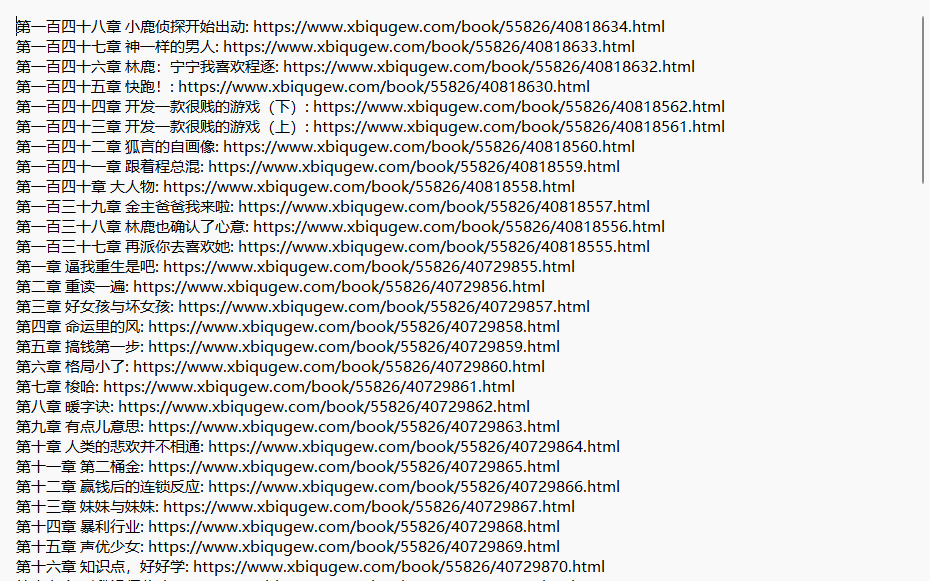 第一百四十八章 小鹿侦探开始出动: https://www.xbiqugew.com/book/55826/40818634.html
第一百四十七章 神一样的男人: https://www.xbiqugew.com/book/55826/40818633.html
第一百四十六章 林鹿：宁宁我喜欢程逐: https://www.xbiqugew.com/book/55826/40818632.html
第一百四十五章 快跑！: https://www.xbiqugew.com/book/55826/40818630.html
第一百四十四章 开发一款很贱的游戏（下）: https://www.xbiqugew.com/book/55826/40818562.html
第一百四十三章 开发一款很贱的游戏（上）: https://www.xbiqugew.com/book/55826/40818561.html
第一百四十二章 狐言的自画像: https://www.xbiqugew.com/book/55826/40818560.html
第一百四十一章 跟着程总混: https://www.xbiqugew.com/book/55826/40818559.html
第一百四十章 大人物: https://www.xbiqugew.com/book/55826/40818558.html
第一百三十九章 金主爸爸我来啦: https://www.xbiqugew.com/book/55826/40818557.html
第一百三十八章 林鹿也确认了心意: https://www.xbiqugew.com/book/55826/40818556.html
第一百三十七章 再派你去喜欢她: https://www.xbiqugew.com/book/55826/40818555.html
第一章 逼我重生是吧: https://www.xbiqugew.com/book/55826/40729855.html
第二章 重读一遍: https://www.xbiqugew.com/book/55826/40729856.html
第三章 好女孩与坏女孩: https://www.xbiqugew.com/book/55826/40729857.html
第四章 命运里的风: https://www.xbiqugew.com/book/55826/40729858.html
第五章 搞钱第一步: https://www.xbiqugew.com/book/55826/40729859.html
第六章 格局小了: https://www.xbiqugew.com/book/55826/40729860.html
第七章 梭哈: https://www.xbiqugew.com/book/55826/40729861.html
第八章 暖字诀: https://www.xbiqugew.com/book/55826/40729862.html
第九章 有点儿意思: https://www.xbiqugew.com/book/55826/40729863.html
第十章 人类的悲欢并不相通: https://www.xbiqugew.com/book/55826/40729864.html
第十一章 第二桶金: https://www.xbiqugew.com/book/55826/40729865.html
第十二章 赢钱后的连锁反应: https://www.xbiqugew.com/book/55826/40729866.html
第十三章 妹妹与妹妹: https://www.xbiqugew.com/book/55826/40729867.html
第十四章 暴利行业: https://www.xbiqugew.com/book/55826/40729868.html
第十五章 声优少女: https://www.xbiqugew.com/book/55826/40729869.html
第十六章 知识点，好好学: https://www.xbiqugew.com/book/55826/40729870.html